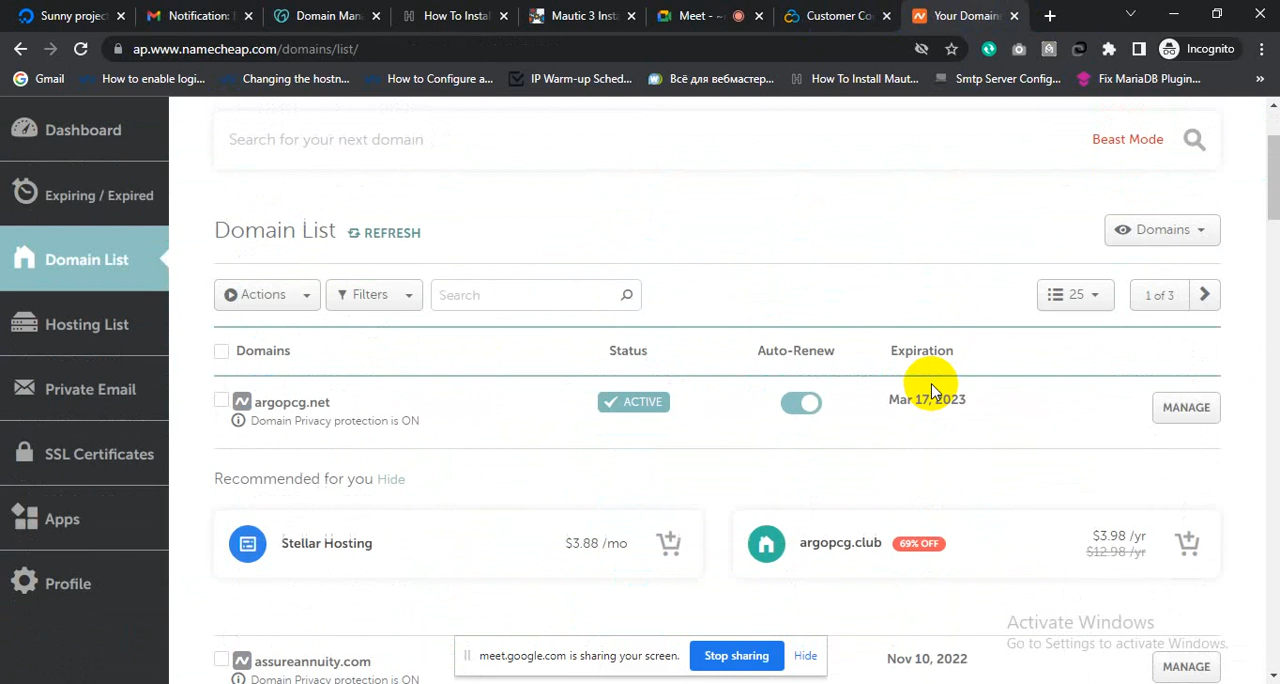 Sunny project
Notification:
Domain Man
How To Instal
Mautic 3 Inst
Meet - ~
Customer Co
Your Domain
ap.www.namecheap.com/domains/list/
Incognito
Gmail
How to enable logi...
Changing the hostn...
How to Configure a...
IP Warm-up Sched...
Всё для вебмастер...
How To Install Maut...
Smtp Server Config...
Fix MariaDB Plugin...
»
Dashboard
Expiring / Expired
Domain List
Hosting List
Private Email
SSL Certificates
Apps
Profile
Search for your next domain
Beast Mode
Domain List
REFRESH
Domains
Actions
Filters
Search
25
1 of 3
Domains
Status
Auto-Renew
Expiration
argopcg.net
Domain Privacy protection is ON
ACTIVE
Mar 17, 2023
MANAGE
Recommended for you Hide
Stellar Hosting
$3.88 /mo
argopcg.club
69% OFF
$3.98 /yr
$12.98 /yr
Activate Windows
Go to Settings to activate Windows.
meet.google.com is sharing your screen.
Stop sharing
Hide
assureannuity.com
Domain Privacy protection is ON
Nov 10, 2022
MANAGE